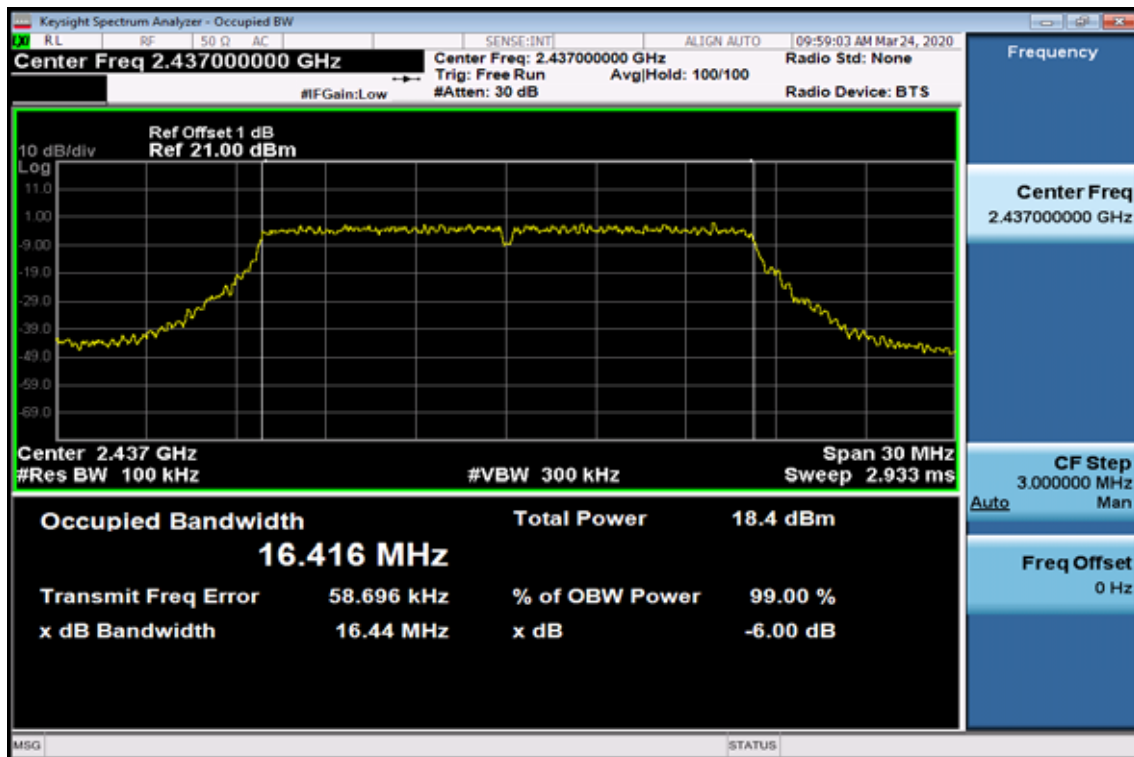 Keysight Spectrum Analyzer - Occupied BW
RL RF 50 Ω AC SENSE:INT ALIGN AUTO 09:59:03 AM Mar 24, 2020
Center Freq 2.437000000 GHz
Center Freq: 2.437000000 GHz Radio Std: None
Trig: Free Run Avg|Hold: 100/100
#IFGain:Low #Atten: 30 dB Radio Device: BTS
Frequency
Ref Offset 1 dB
10 dB/div Ref 21.00 dBm
Log
11.0
1.00
-9.00
-19.0
-29.0
-39.0
-49.0
-59.0
-69.0
Center 2.437 GHz Span 30 MHz
#Res BW 100 kHz #VBW 300 kHz Sweep 2.933 ms
Occupied Bandwidth Total Power 18.4 dBm
16.416 MHz
Transmit Freq Error 58.696 kHz % of OBW Power 99.00 %
x dB Bandwidth 16.44 MHz x dB -6.00 dB
Center Freq
2.437000000 GHz
CF Step
3.000000 MHz
Auto Man
Freq Offset
0 Hz
MSG STATUS